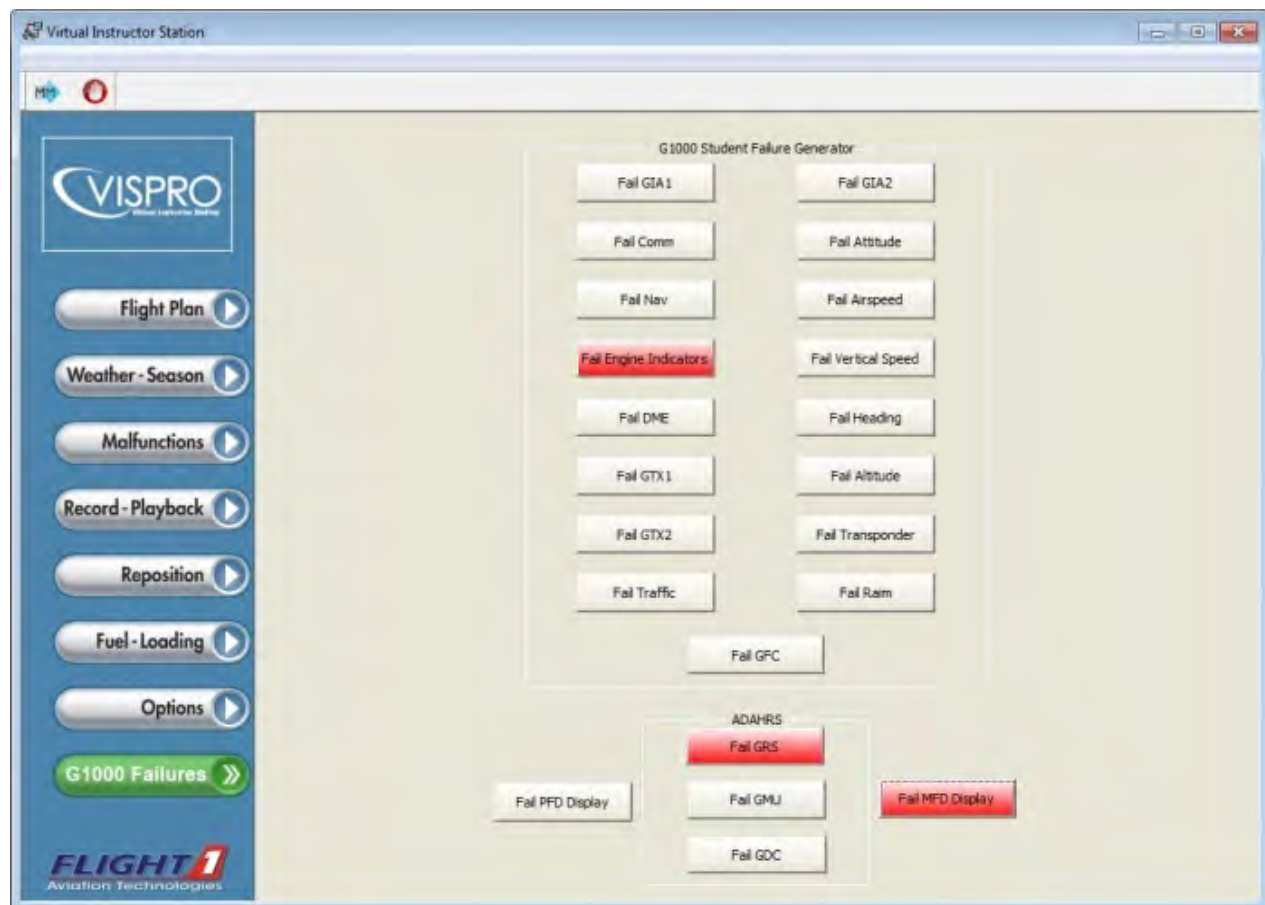 Virtual Instructor Station
MM
VISPRO
Flight Plan
Weather - Season
Malfunctions
Record - Playback
Reposition
Fuel - Loading
Options
G1000 Failures
FLIGHT1
Aviation Technologies
G1000 Student Failure Generator
Fail GIA1
Fail GIA2
Fail Comm
Fail Attitude
Fail Nav
Fail Airspeed
Fail Engine Indicators
Fail Vertical Speed
Fail DME
Fail Heading
Fail GTX1
Fail Altitude
Fail GTX2
Fail Transponder
Fail Traffic
Fail Raim
Fail GFC
ADAHRS
Fail GRS
Fail PFD Display
Fail GMU
Fail MFD Display
Fail GDC